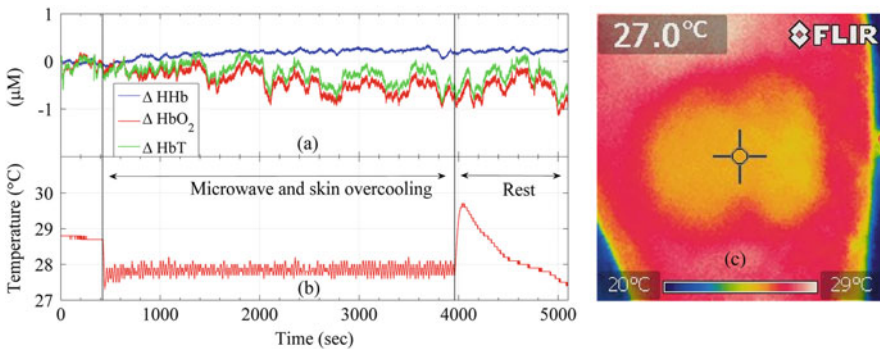 1
0
-1
(μM)
Δ HHb
Δ HbO2
Δ HbT
(a)
Microwave and skin overcooling
Rest
30
29
28
27
Temperature (°C)
(b)
0
1000
2000
3000
4000
5000
Time (sec)
27.0°C
FLIR
(c)
20°C
29°C